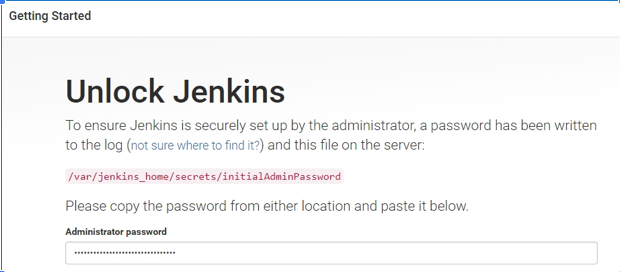 Getting Started
Unlock Jenkins
To ensure Jenkins is securely set up by the administrator, a password has been written
to the log (not sure where to find it?) and this file on the server:
/var/jenkins_home/secrets/initialAdminPassword
Please copy the password from either location and paste it below.
Administrator password
••••••••••••••••••••••••••••••••